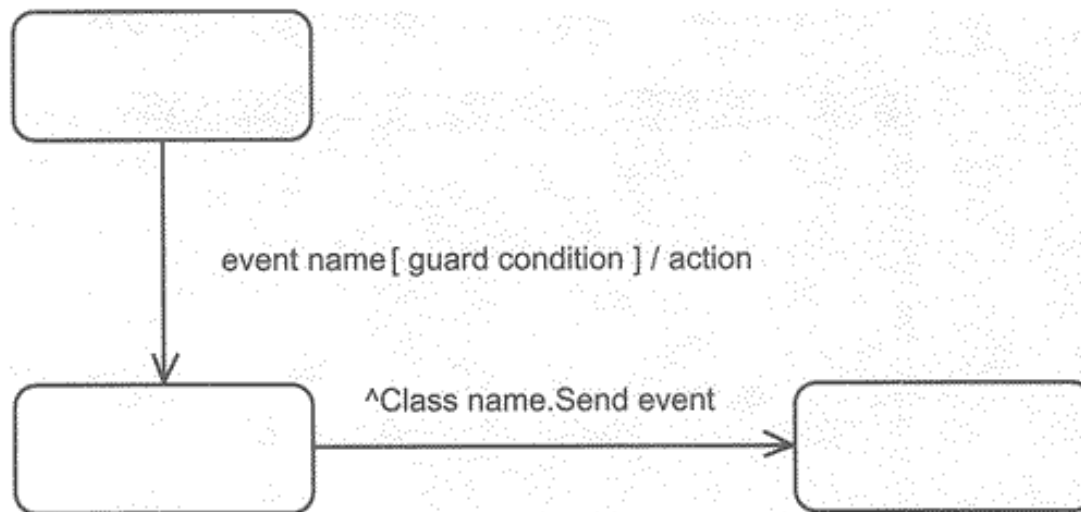 event name[ guard condition ] / action
^Class name.Send event